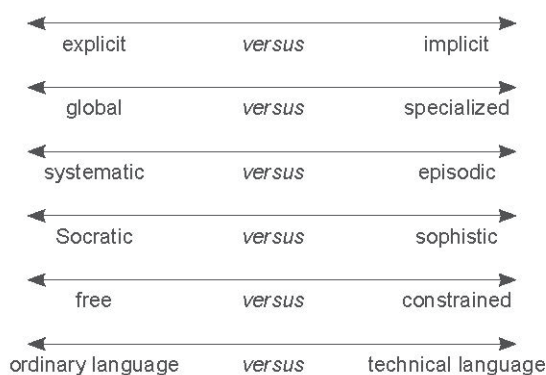 explicit versus implicit
global versus specialized
systematic versus episodic
Socratic versus sophistic
free versus constrained
ordinary language versus technical language